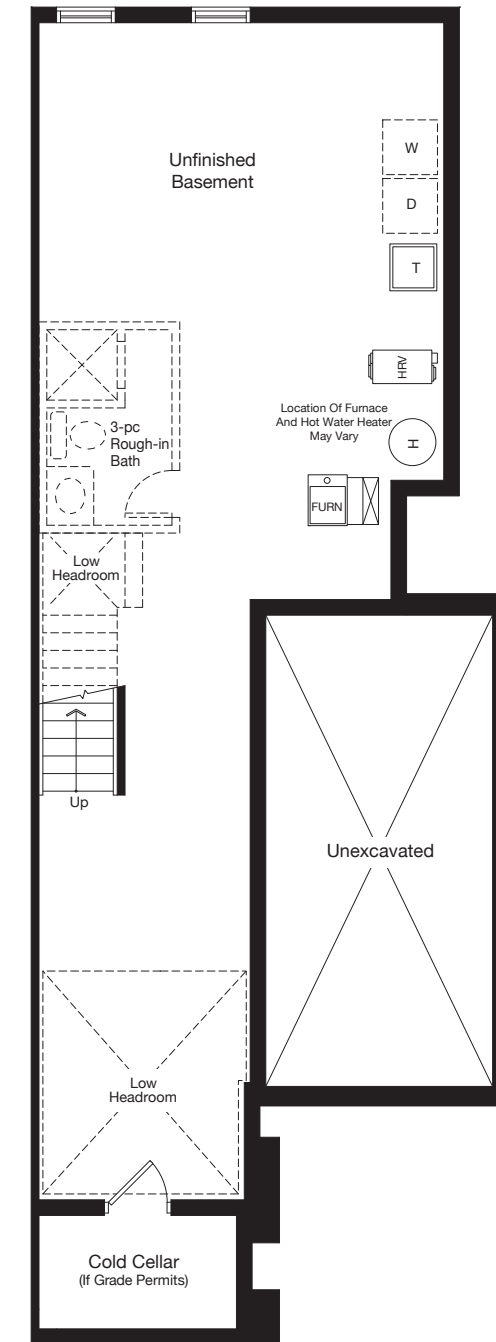 Unfinished
Basement
W
D
T
HRV
Location Of Furnace
And Hot Water Heater
May Vary
H
3-pc
Rough-in
Bath
FURN
Low
Headroom
Up
Unexcavated
Low
Headroom
Cold Cellar
(If Grade Permits)